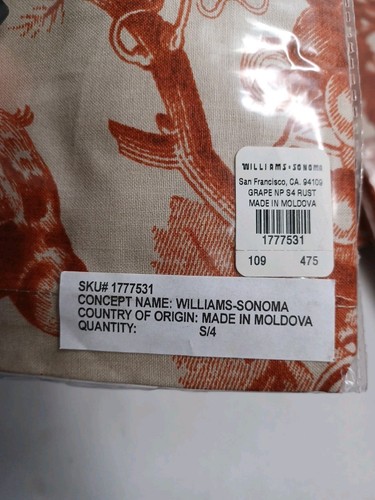 WILLIAMS-SONOMA
San Francisco, CA. 94109
GRAPE NP S4 RUST
MADE IN MOLDOVA
1777531
109 475
SKU# 1777531
CONCEPT NAME: WILLIAMS-SONOMA
COUNTRY OF ORIGIN: MADE IN MOLDOVA
QUANTITY: S/4